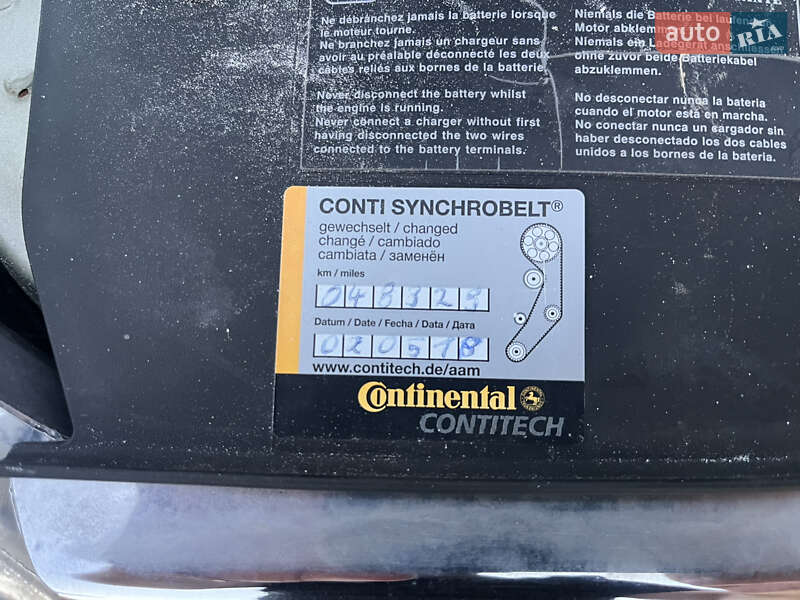 Ne débranchez jamais la batterie lorsque
le moteur tourne.
Ne branchez jamais un chargeur sans
avoir au préalable déconnecté les deux
câbles reliés aux bornes de la batterie.
Never disconnect the battery whilst
the engine is running.
Never connect a charger without first
having disconnected the two wires
connected to the battery terminals.
Niemals die Batterie bei laufendem
Motor abklemmen.
Niemals ein Ladegerät anschliessen
ohne zuvor beide Batteriekabel
abzuklemmen.
No desconectar nunca la bateria
cuando el motor está en marcha.
No conectar nunca un cargador sin
haber desconectado los dos cables
unidos a los bornes de la bateria.
auto RIA
CONTI SYNCHROBELT®
gewechselt / changed
changé / cambiado
cambiata / заменён
km / miles
048329
Datum / Date / Fecha / Data / Дата
020518
www.contitech.de/aam
Continental
CONTITECH